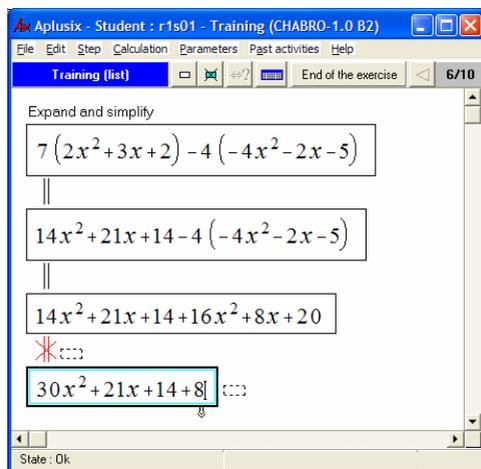 Aplusix - Student : r1s01 - Training (CHABRO-1.0 B2)
File Edit Step Calculation Parameters Past activities Help
Training (list) ⇔? End of the exercise 6/10
Expand and simplify
7(2x²+3x+2)-4(-4x²-2x-5)
14x²+21x+14-4(-4x²-2x-5)
14x²+21x+14+16x²+8x+20
30x²+21x+14+8
State : Ok